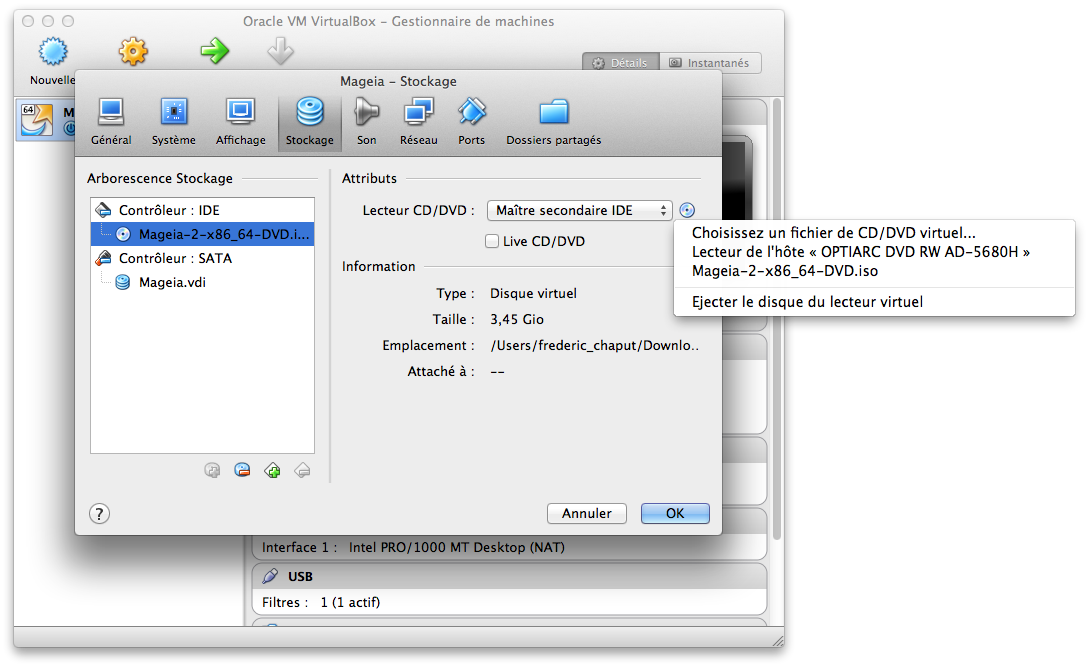 Oracle VM VirtualBox – Gestionnaire de machines
Nouvelle
Détails
Instantanés
Mageia – Stockage
64
M
Général
Système
Affichage
Stockage
Son
Réseau
Ports
Dossiers partagés
Arborescence Stockage
Contrôleur : IDE
Mageia-2-x86_64-DVD.i...
Contrôleur : SATA
Mageia.vdi
Attributs
Lecteur CD/DVD :
Maître secondaire IDE
Live CD/DVD
Choisissez un fichier de CD/DVD virtuel...
Lecteur de l'hôte « OPTIARC DVD RW AD-5680H »
Mageia-2-x86_64-DVD.iso
Ejecter le disque du lecteur virtuel
Information
Type : Disque virtuel
Taille : 3,45 Gio
Emplacement : /Users/frederic_chaput/Downlo..
Attaché à : --
?
Annuler
OK
Interface 1 : Intel PRO/1000 MT Desktop (NAT)
USB
Filtres : 1 (1 actif)